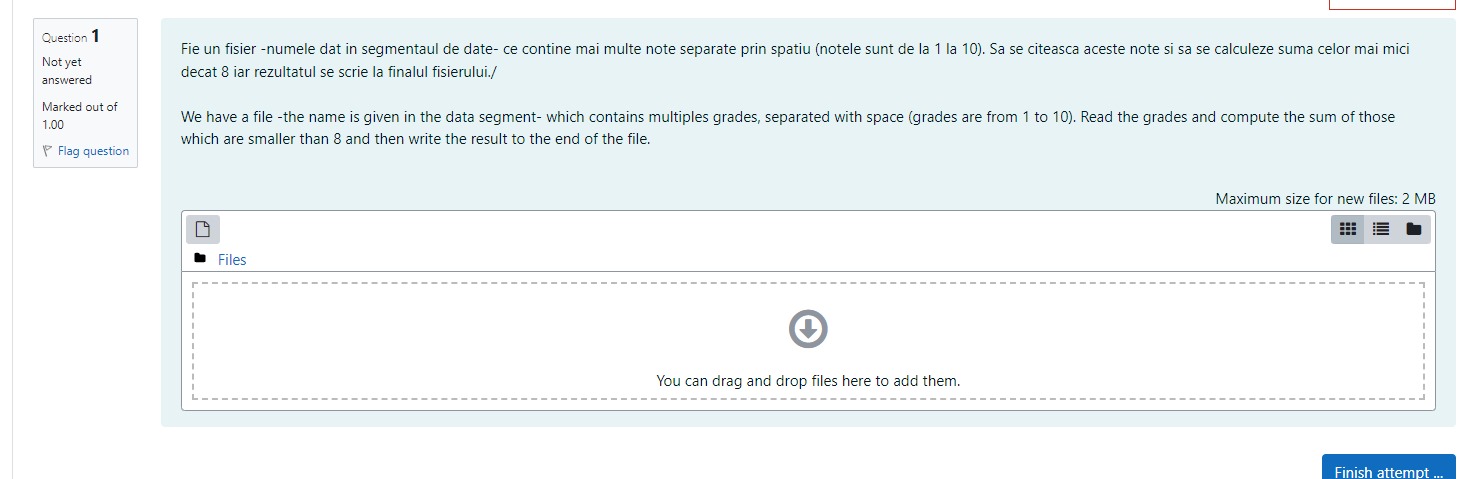 Question 1
Not yet
answered
Marked out of
1.00
Flag question
Fie un fisier -numele dat in segmentaul de date- ce contine mai multe note separate prin spatiu (notele sunt de la 1 la 10). Sa se citeasca aceste note si sa se calculeze suma celor mai mici
decat 8 iar rezultatul se scrie la finalul fisierului./
We have a file -the name is given in the data segment- which contains multiples grades, separated with space (grades are from 1 to 10). Read the grades and compute the sum of those
which are smaller than 8 and then write the result to the end of the file.
Maximum size for new files: 2 MB
Files
You can drag and drop files here to add them.
Finish attempt ...